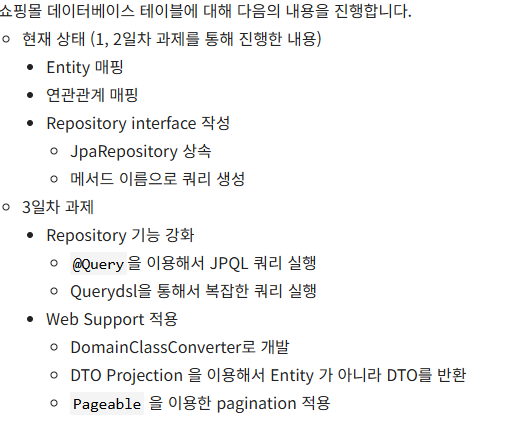 쇼핑몰 데이터베이스 테이블에 대해 다음의 내용을 진행합니다.
현재 상태 (1, 2일차 과제를 통해 진행한 내용)
Entity 매핑
연관관계 매핑
Repository interface 작성
JpaRepository 상속
메서드 이름으로 쿼리 생성
3일차 과제
Repository 기능 강화
@Query 을 이용해서 JPQL 쿼리 실행
Querydsl을 통해서 복잡한 쿼리 실행
Web Support 적용
DomainClassConverter로 개발
DTO Projection 을 이용해서 Entity 가 아니라 DTO를 반환
Pageable 을 이용한 pagination 적용